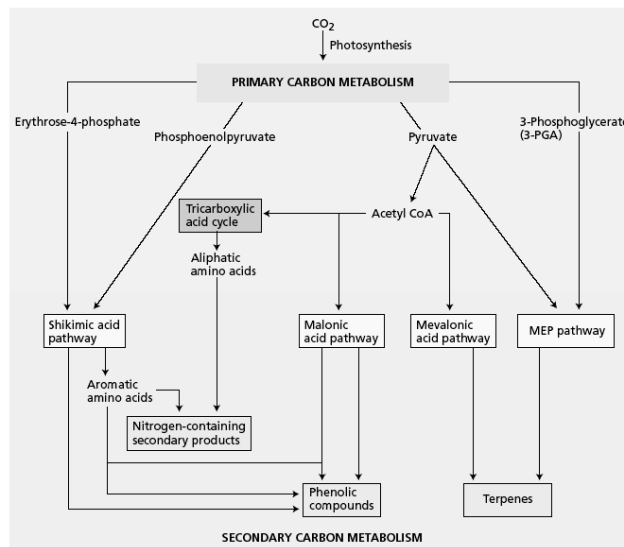 CO2
Photosynthesis
PRIMARY CARBON METABOLISM
Erythrose-4-phosphate
Phosphoenolpyruvate
Pyruvate
3-Phosphoglycerate
(3-PGA)
Tricarboxylic
acid cycle
Acetyl CoA
Aliphatic
amino acids
Shikimic acid
pathway
Malonic
acid pathway
Mevalonic
acid pathway
MEP pathway
Aromatic
amino acids
Nitrogen-containing
secondary products
Phenolic
compounds
Terpenes
SECONDARY CARBON METABOLISM